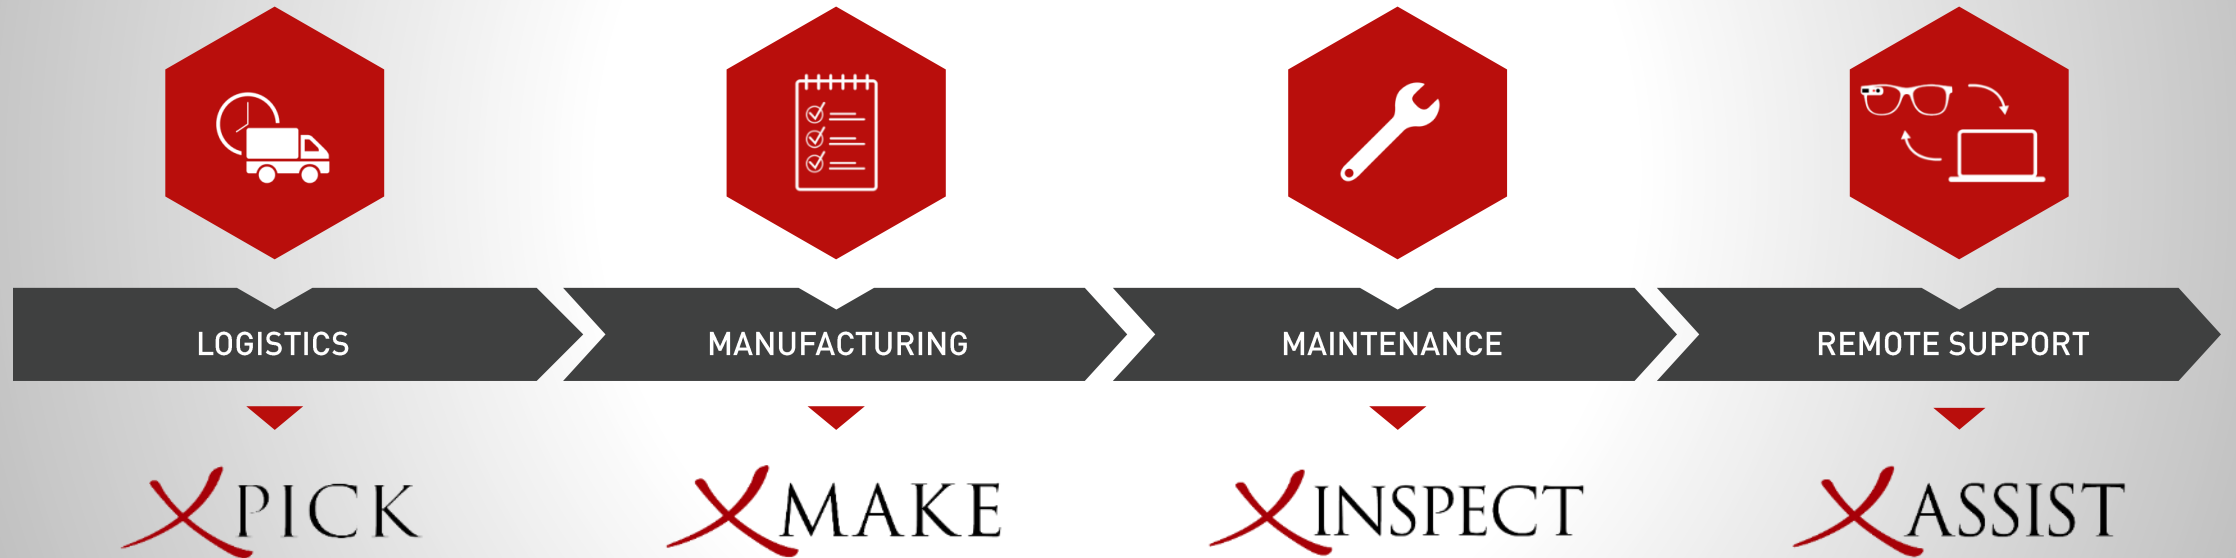 LOGISTICS
MANUFACTURING
MAINTENANCE
REMOTE SUPPORT
XPICK
XMAKE
XINSPECT
XASSIST